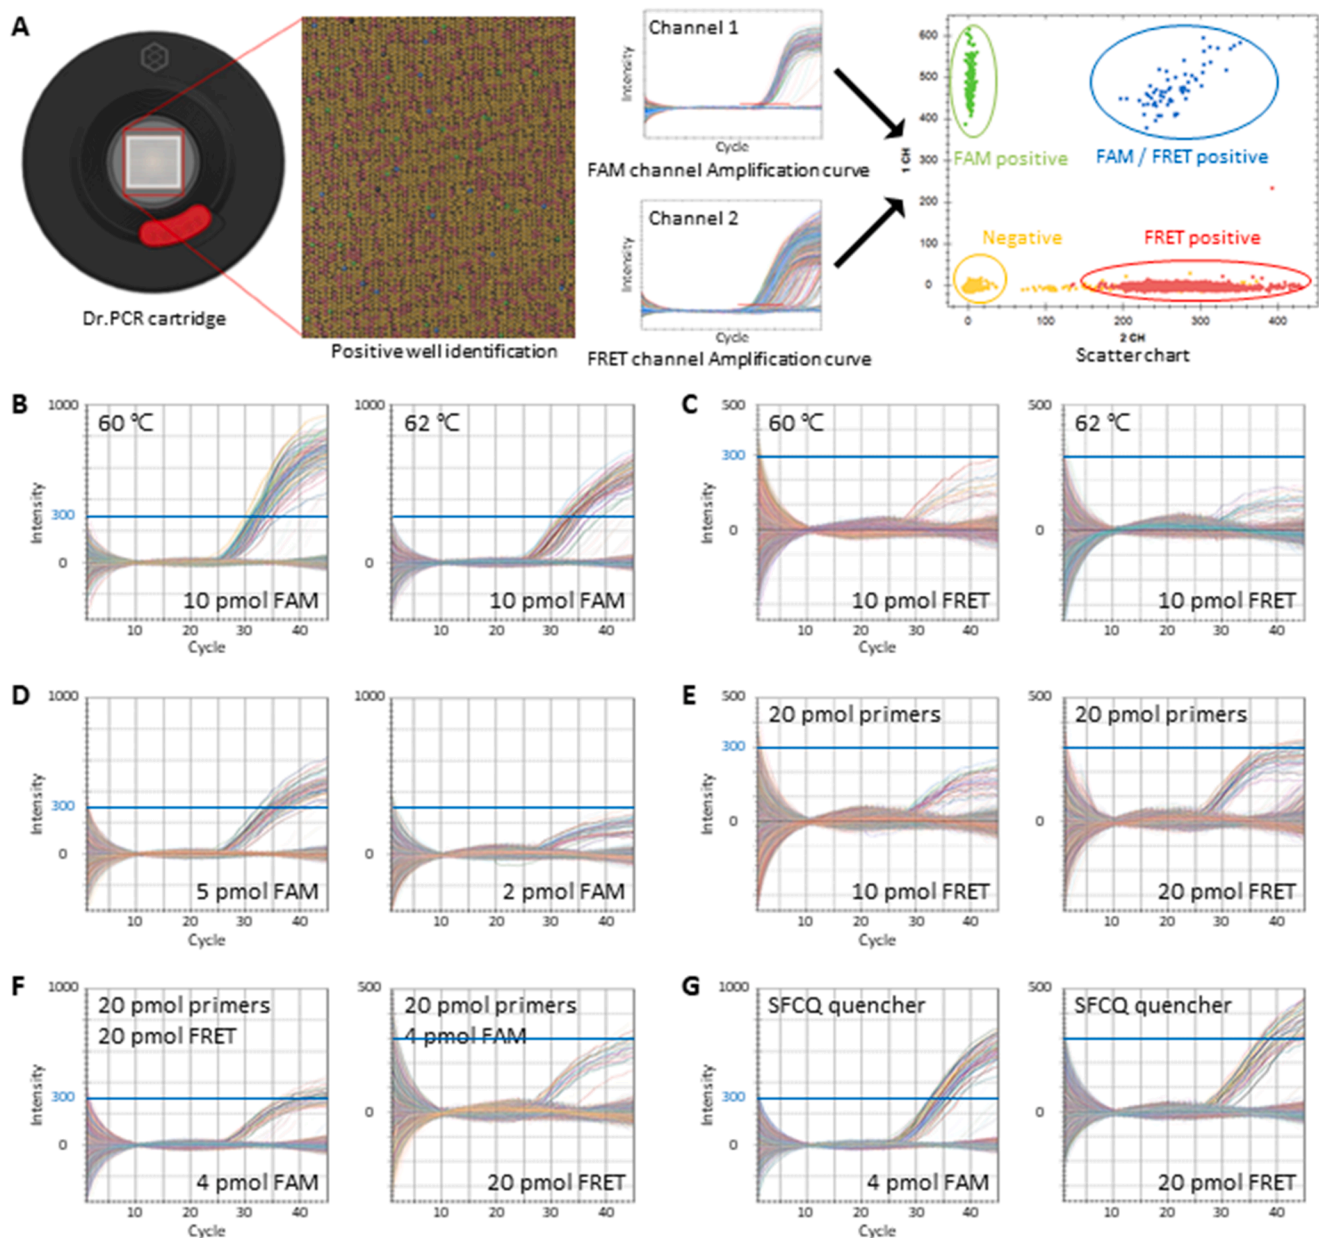 A
Dr.PCR cartridge
Positive well identification
Channel 1
Intensity
Cycle
FAM channel Amplification curve
Channel 2
Intensity
Cycle
FRET channel Amplification curve
600
500
400
300
200
100
0
1 CH
FAM positive
FAM / FRET positive
Negative
FRET positive
0 100 200 300 400
2 CH
Scatter chart
B
1000
300
0
Intensity
60 ℃
10 pmol FAM
10 20 30 40
Cycle
1000
0
62 ℃
10 pmol FAM
10 20 30 40
C
500
300
0
Intensity
60 ℃
10 pmol FRET
10 20 30 40
Cycle
500
0
62 ℃
10 pmol FRET
10 20 30 40
D
1000
300
0
Intensity
5 pmol FAM
10 20 30 40
Cycle
1000
0
2 pmol FAM
10 20 30 40
E
500
300
0
Intensity
20 pmol primers
10 pmol FRET
10 20 30 40
Cycle
500
0
20 pmol primers
20 pmol FRET
10 20 30 40
F
1000
300
0
Intensity
20 pmol primers
20 pmol FRET
4 pmol FAM
10 20 30 40
Cycle
500
0
20 pmol primers
4 pmol FAM
20 pmol FRET
10 20 30 40
G
1000
300
0
Intensity
SFCQ quencher
4 pmol FAM
10 20 30 40
Cycle
500
0
SFCQ quencher
20 pmol FRET
10 20 30 40